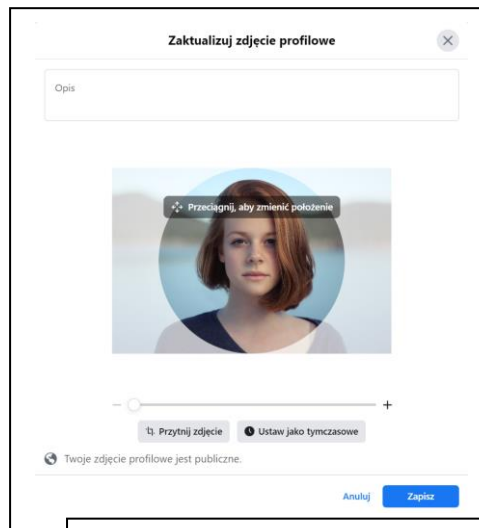 Zaktualizuj zdjęcie profilowe
Opis
Przeciągnij, aby zmienić położenie
Przytnij zdjęcie
Ustaw jako tymczasowe
Twoje zdjęcie profilowe jest publiczne.
Anuluj
Zapisz